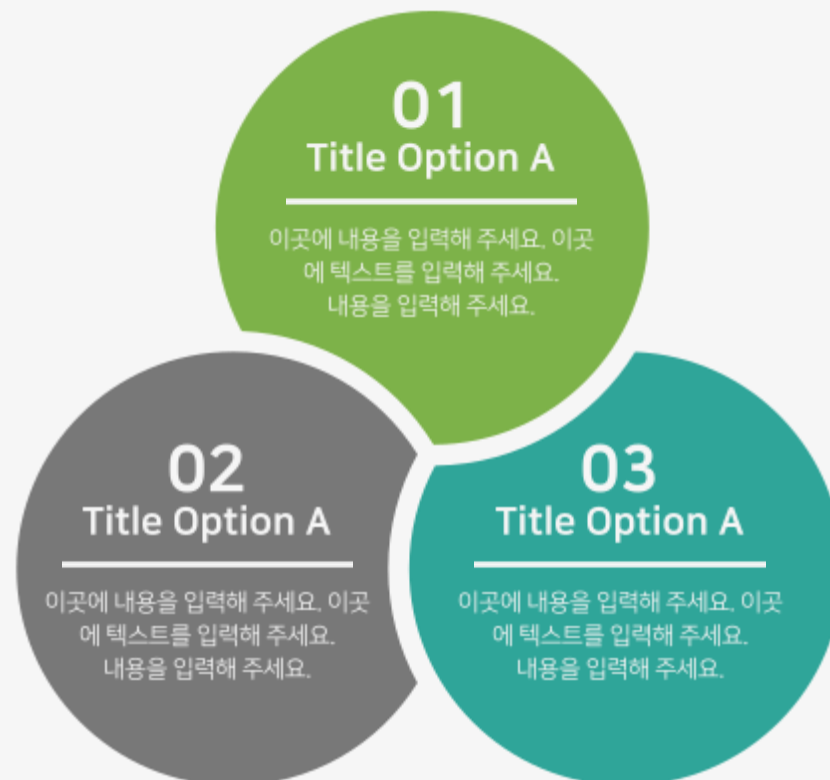 01
Title Option A
이곳에 내용을 입력해 주세요. 이곳
에 텍스트를 입력해 주세요.
내용을 입력해 주세요.
02
Title Option A
이곳에 내용을 입력해 주세요. 이곳
에 텍스트를 입력해 주세요.
내용을 입력해 주세요.
03
Title Option A
이곳에 내용을 입력해 주세요. 이곳
에 텍스트를 입력해 주세요.
내용을 입력해 주세요.